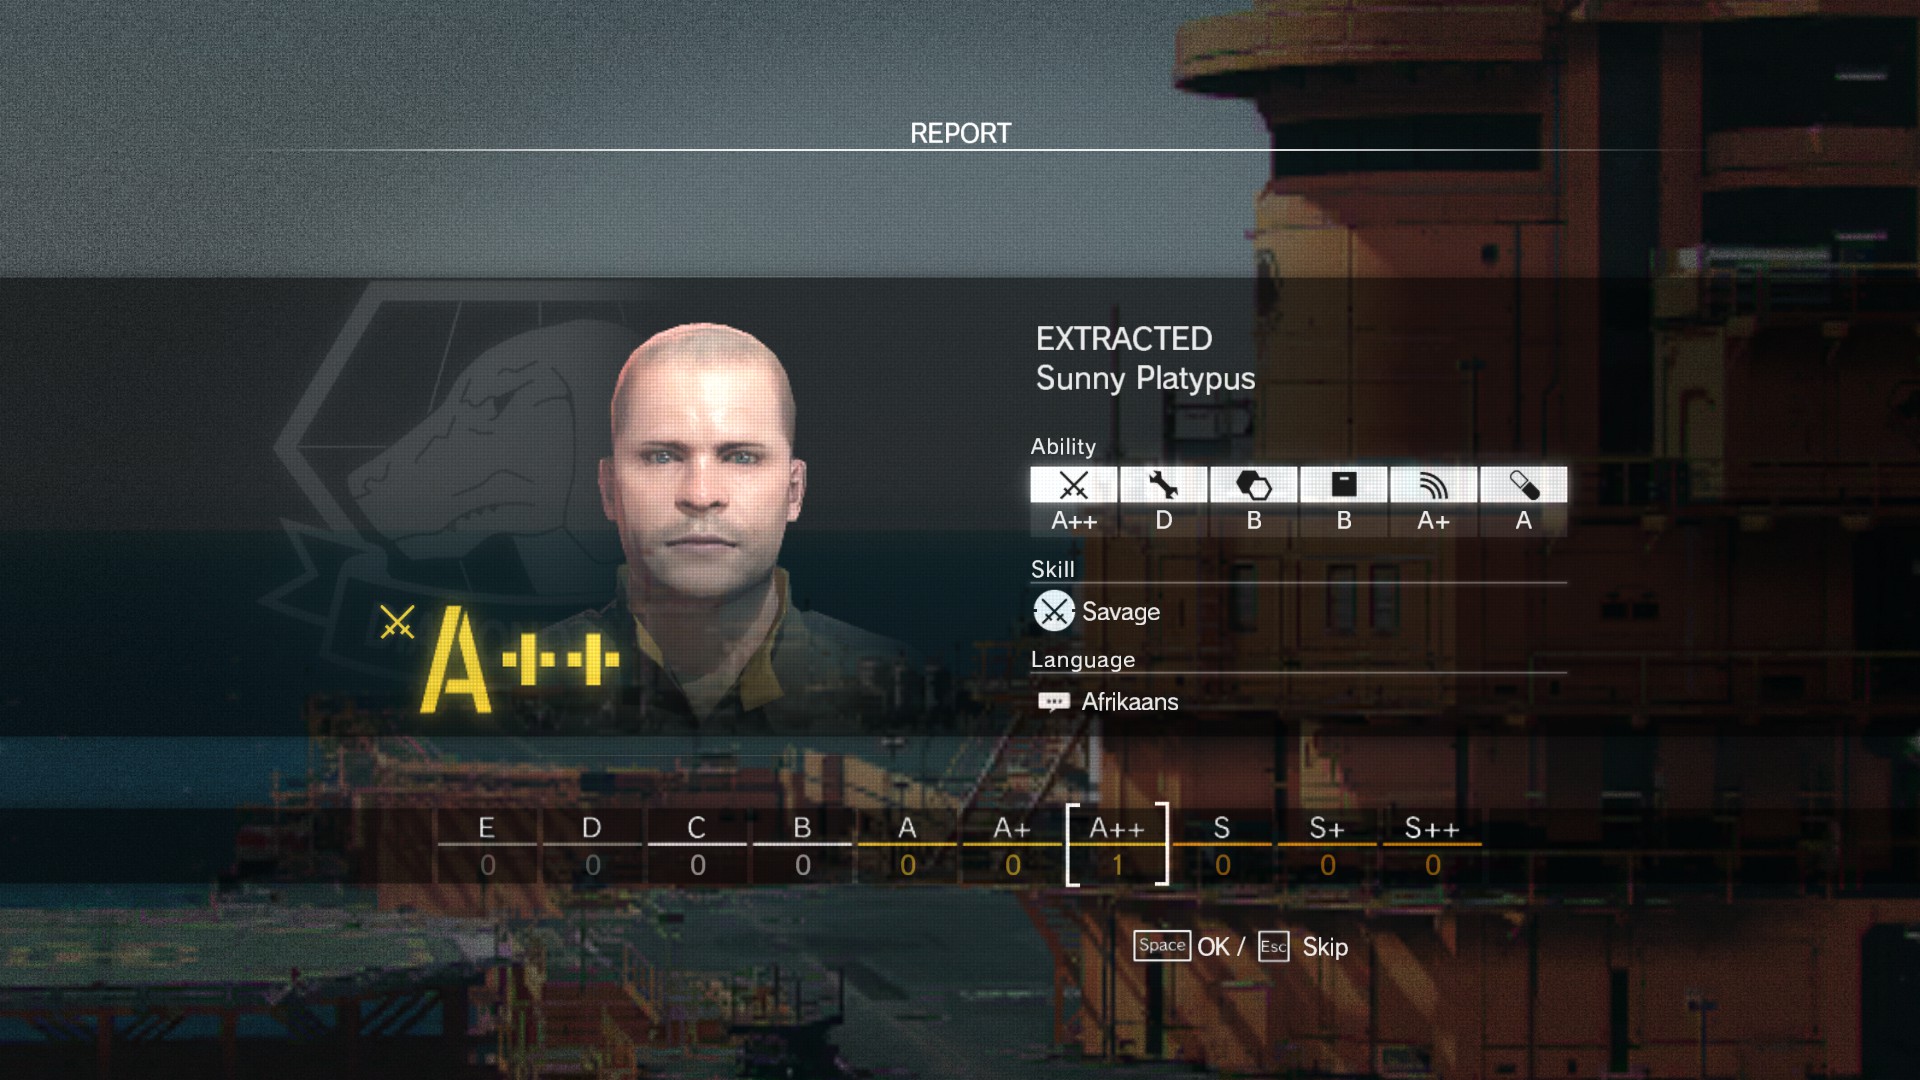 REPORT
EXTRACTED
Sunny Platypus
Ability
A++ D B B A+ A
Skill
Savage
Language
Afrikaans
A++
E D C B A A+ A++ S S+ S++
0 0 0 0 0 0 1 0 0 0
Space OK / Esc Skip